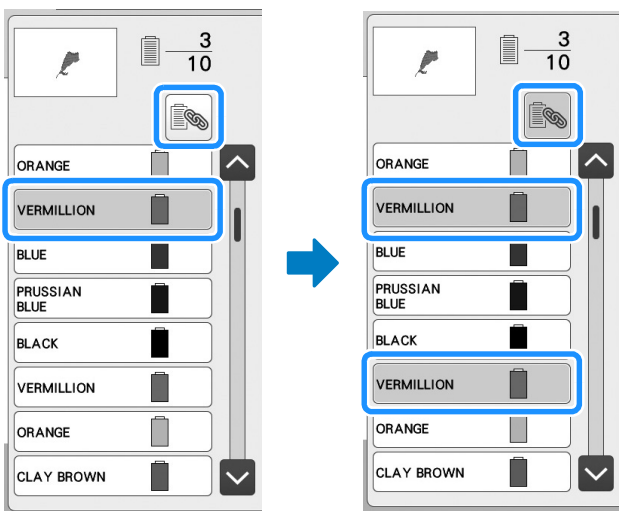 3
10
ORANGE
VERMILLION
BLUE
PRUSSIAN
BLUE
BLACK
VERMILLION
ORANGE
CLAY BROWN
3
10
ORANGE
VERMILLION
BLUE
PRUSSIAN
BLUE
BLACK
VERMILLION
ORANGE
CLAY BROWN